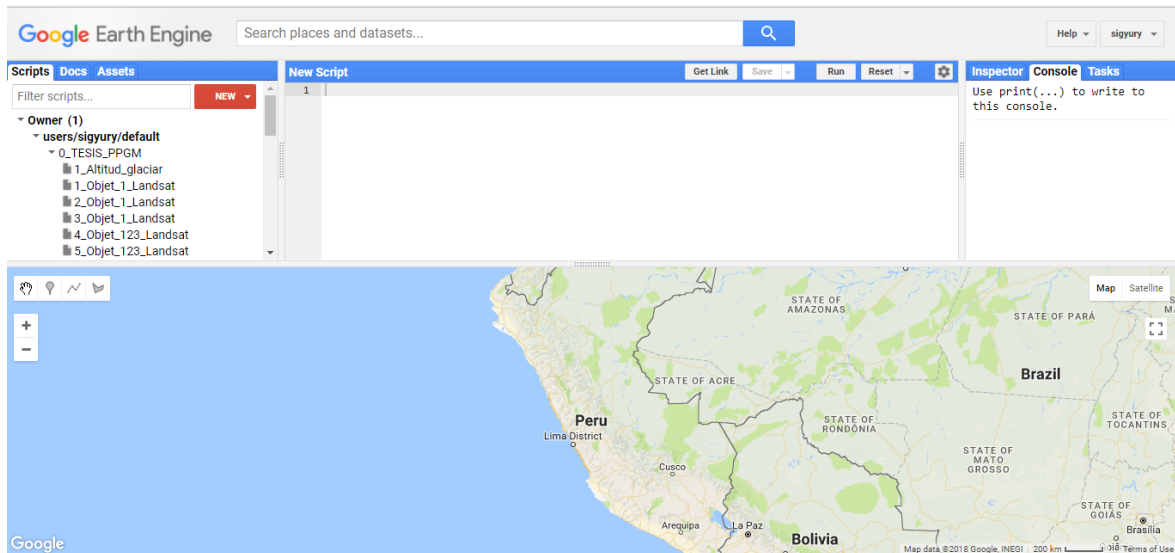 Google Earth Engine
Search places and datasets...
Help
sigyury
Scripts Docs Assets
New Script
Get Link Save Run Reset
Inspector Console Tasks
Filter scripts...
NEW
1
Use print(...) to write to
this console.
Owner (1)
users/sigyury/default
0_TESIS_PPGM
1_Altitud_glaciar
1_Objet_1_Landsat
2_Objet_1_Landsat
3_Objet_1_Landsat
4_Objet_123_Landsat
5_Objet_123_Landsat
Map Satellite
+
−
STATE OF
AMAZONAS
STATE OF PARÁ
STATE OF ACRE
Brazil
Peru
Lima District
STATE OF
RONDÔNIA
STATE OF
TOCANTINS
STATE OF
MATO
GROSSO
Cusco
STATE OF
GOIÁS
Arequipa
La Paz
Brasília
Bolivia
Google
Map data ©2018 Google, INEGI
200 km
Terms of Use